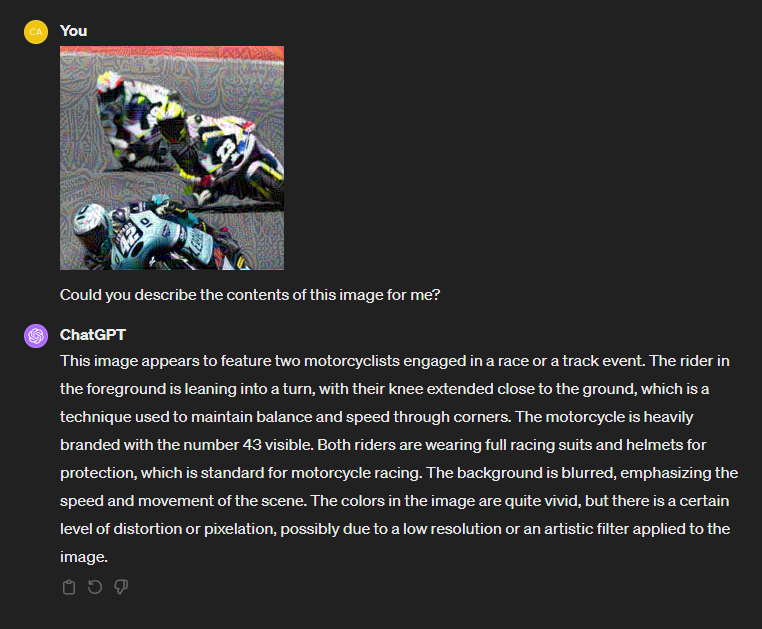 CA
You
23
Could you describe the contents of this image for me?
ChatGPT
This image appears to feature two motorcyclists engaged in a race or a track event. The rider in
the foreground is leaning into a turn, with their knee extended close to the ground, which is a
technique used to maintain balance and speed through corners. The motorcycle is heavily
branded with the number 43 visible. Both riders are wearing full racing suits and helmets for
protection, which is standard for motorcycle racing. The background is blurred, emphasizing the
speed and movement of the scene. The colors in the image are quite vivid, but there is a certain
level of distortion or pixelation, possibly due to a low resolution or an artistic filter applied to the
image.